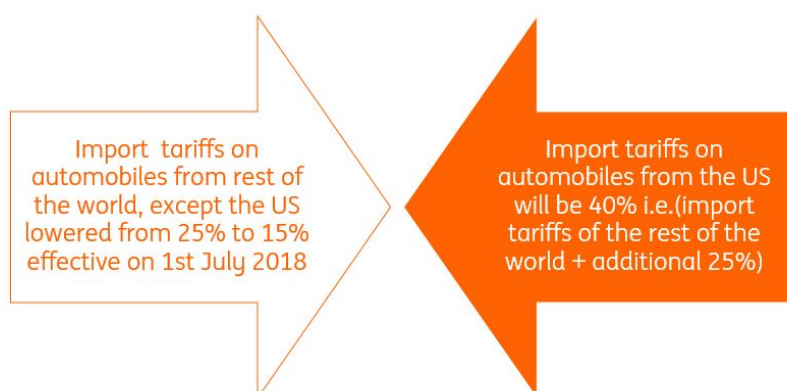 Import tariffs on
automobiles from rest of
the world, except the US
lowered from 25% to 15%
effective on 1st July 2018
Import tariffs on
automobiles from the US
will be 40% i.e.(import
tariffs of the rest of the
world + additional 25%)